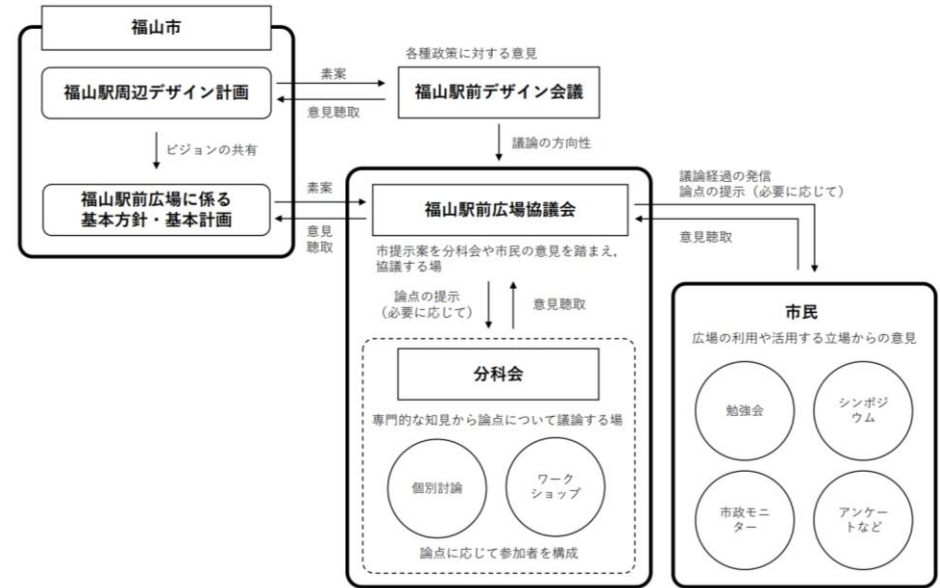 福山市
福山駅周辺デザイン計画
ビジョンの共有
福山駅前広場に係る
基本方針・基本計画
素案
意見聴取
各種政策に対する意見
福山駅前デザイン会議
議論の方向性
素案
意見
聴取
福山駅前広場協議会
市提示案を分科会や市民の意見を踏まえ,
協議する場
論点の提示
（必要に応じて）
意見聴取
分科会
専門的な知見から論点について議論する場
個別討論
ワーク
ショップ
論点に応じて参加者を構成
議論経過の発信
論点の提示（必要に応じて）
意見聴取
市民
広場の利用や活用する立場からの意見
勉強会
シンポジ
ウム
市政モニ
ター
アンケー
トなど